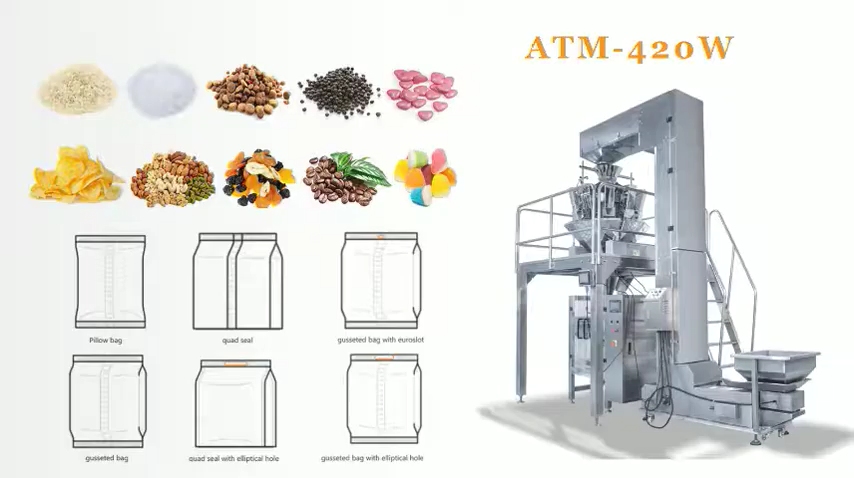 ATM-420W
Pillow bag
quad seal
gusseted bag with euroslot
gusseted bag
quad seal with elliptical hole
gusseted bag with elliptical hole